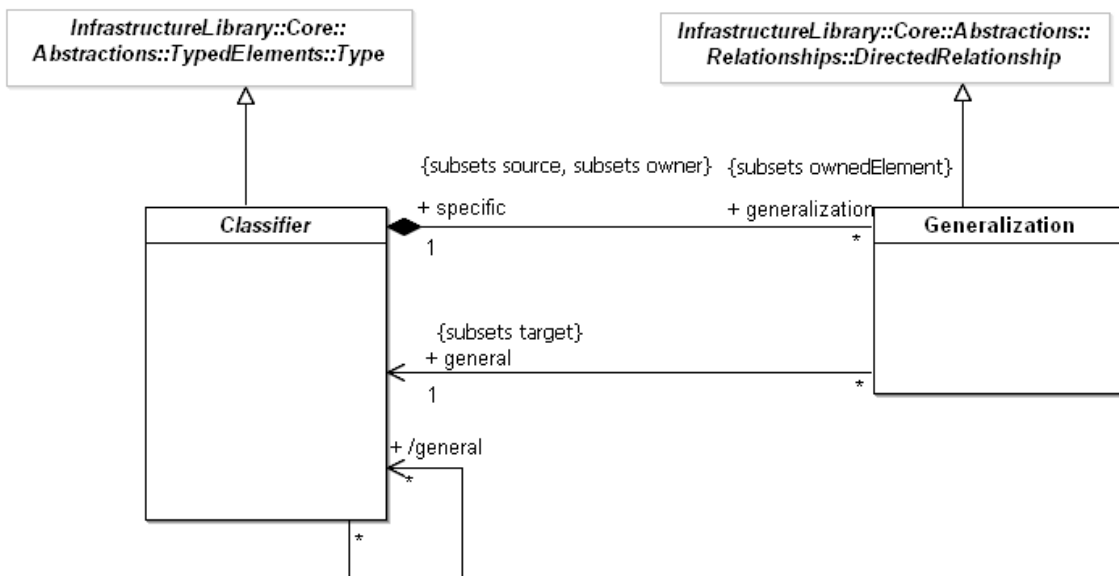 InfrastructureLibrary::Core::
Abstractions::TypedElements::Type
InfrastructureLibrary::Core::Abstractions::
Relationships::DirectedRelationship
{subsets source, subsets owner}
{subsets ownedElement}
+ specific
+ generalization
Classifier
Generalization
1
*
{subsets target}
+ general
1
*
+ /general
*
*